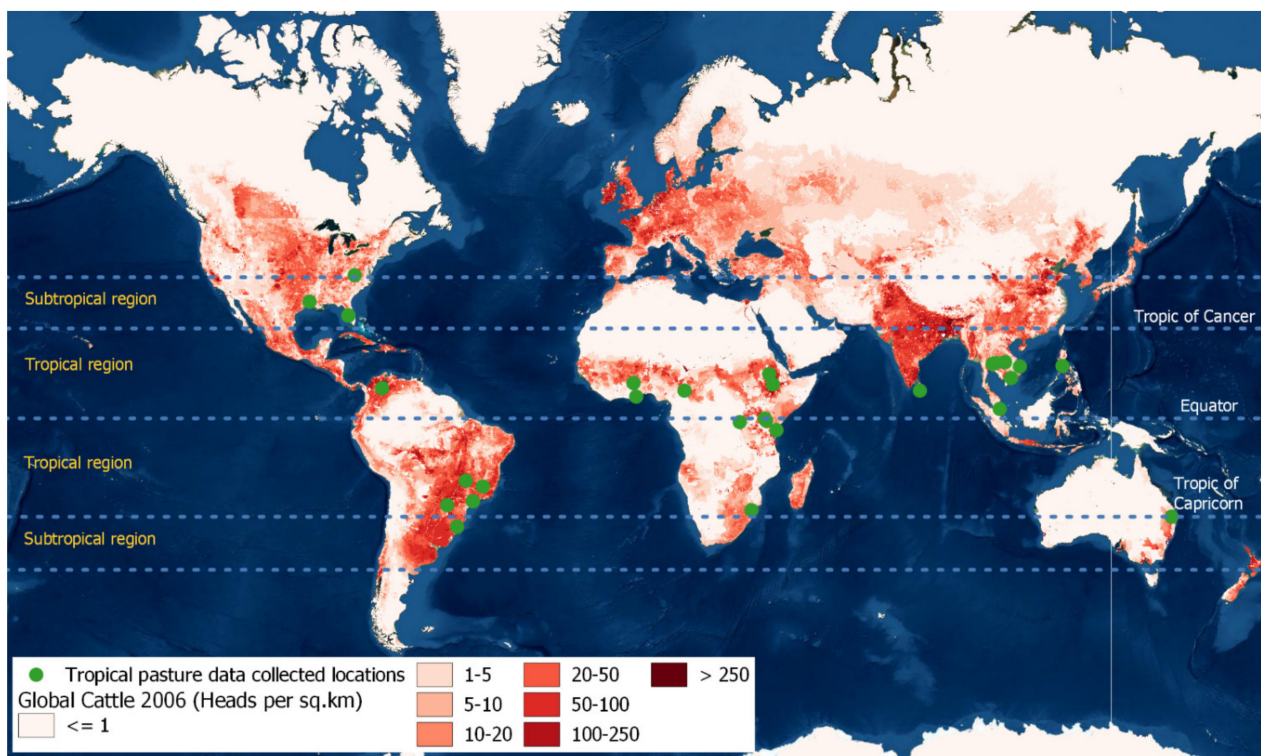 Subtropical region
Tropic of Cancer
Tropical region
Equator
Tropical region
Tropic of
Capricorn
Subtropical region
Tropical pasture data collected locations
Global Cattle 2006 (Heads per sq.km)
<= 1
1-5
5-10
10-20
20-50
50-100
100-250
> 250